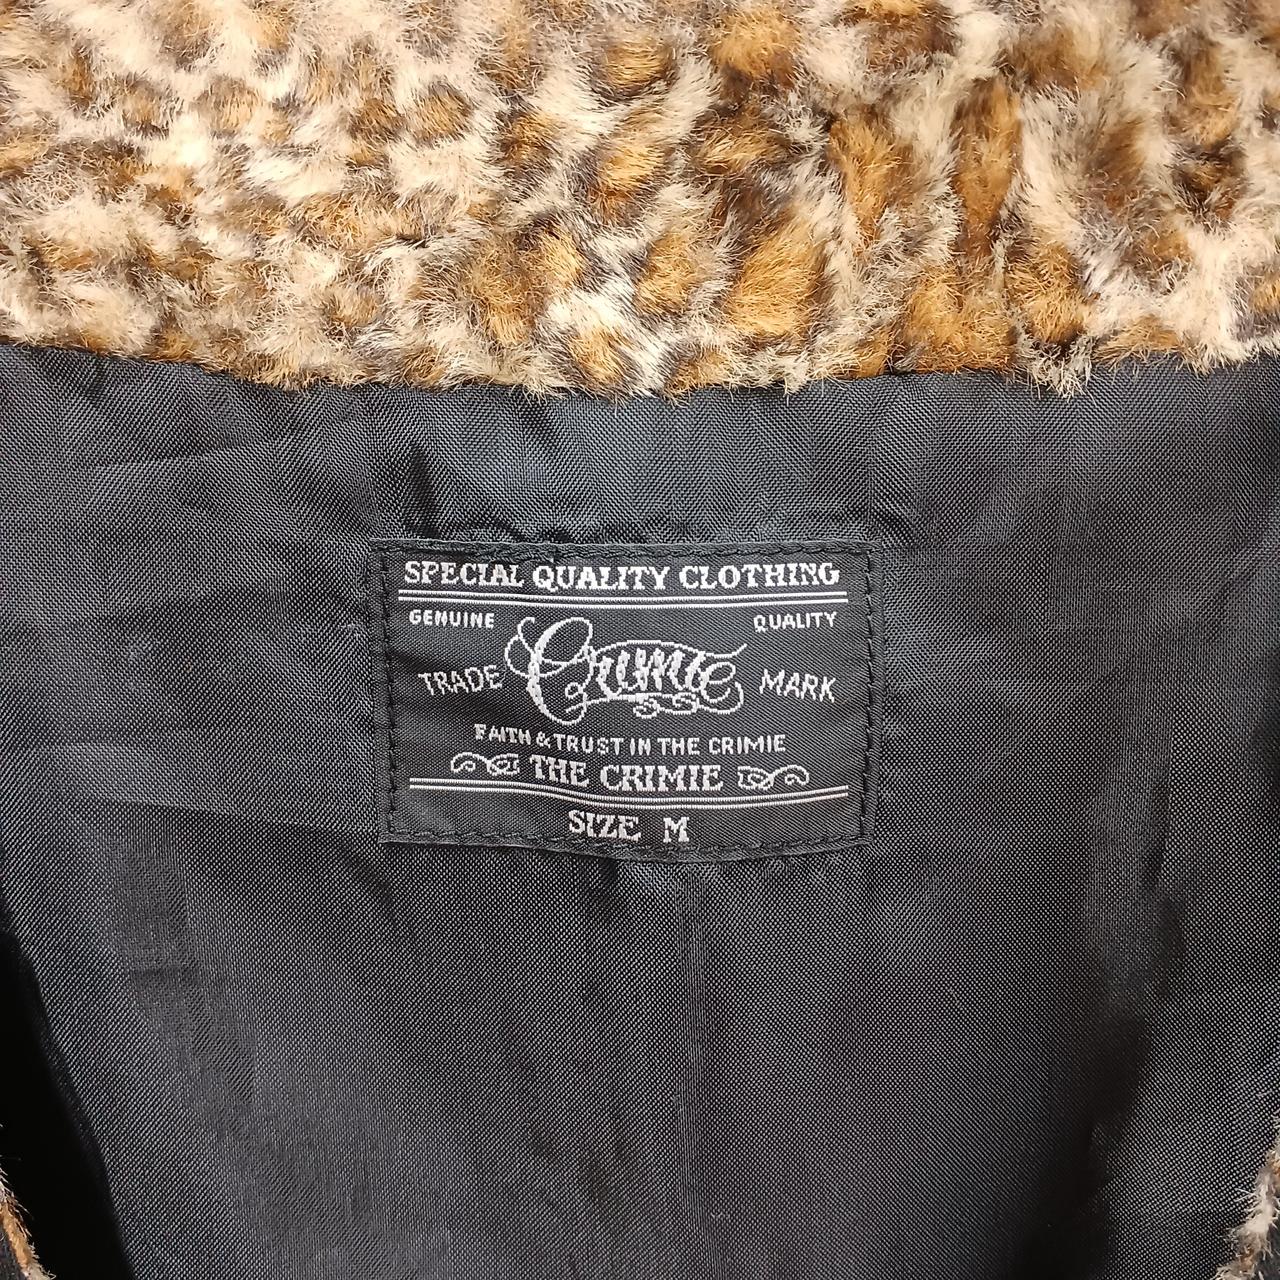 SPECIAL QUALITY CLOTHING
GENUINE QUALITY
TRADE Crimie MARK
FAITH & TRUST IN THE CRIMIE
THE CRIMIE
SIZE M